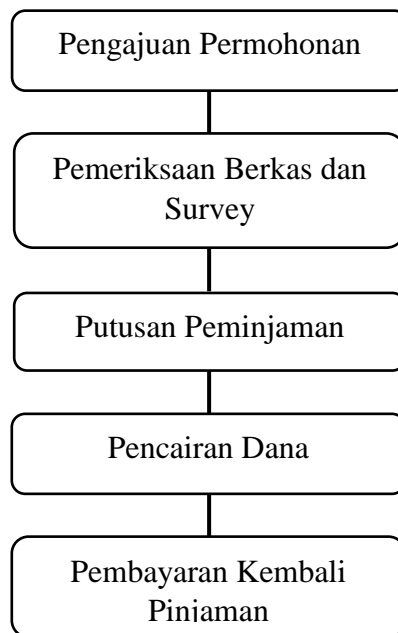 Pengajuan Permohonan
Pemeriksaan Berkas dan
Survey
Putusan Peminjaman
Pencairan Dana
Pembayaran Kembali
Pinjaman